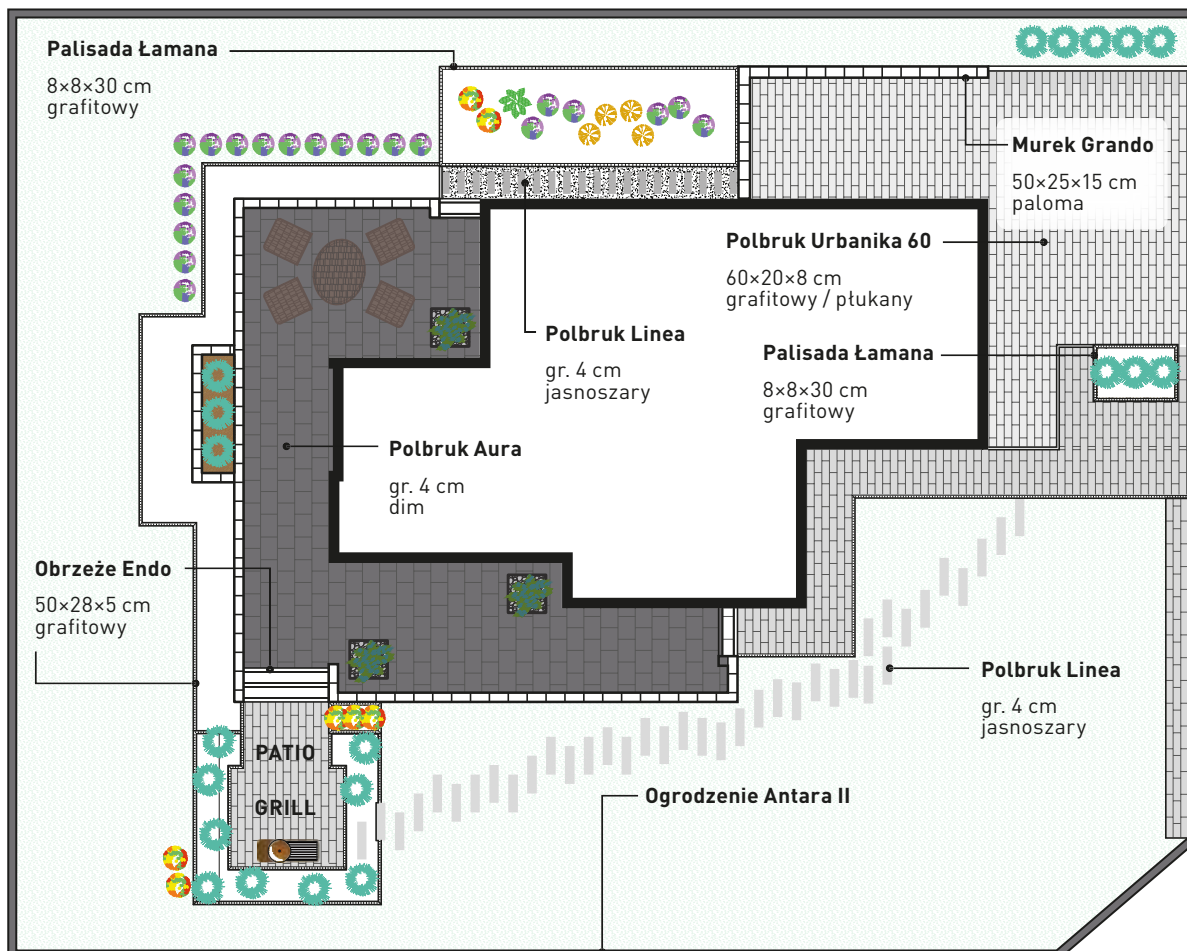 Palisada Łamana
8×8×30 cm
grafitowy
Murek Grando
50×25×15 cm
paloma
Polbruk Urbanika 60
60×20×8 cm
grafitowy / płukany
Polbruk Linea
gr. 4 cm
jasnoszary
Palisada Łamana
8×8×30 cm
grafitowy
Polbruk Aura
gr. 4 cm
dim
Obrzeże Endo
50×28×5 cm
grafitowy
Polbruk Linea
gr. 4 cm
jasnoszary
PATIO
GRILL
Ogrodzenie Antara II